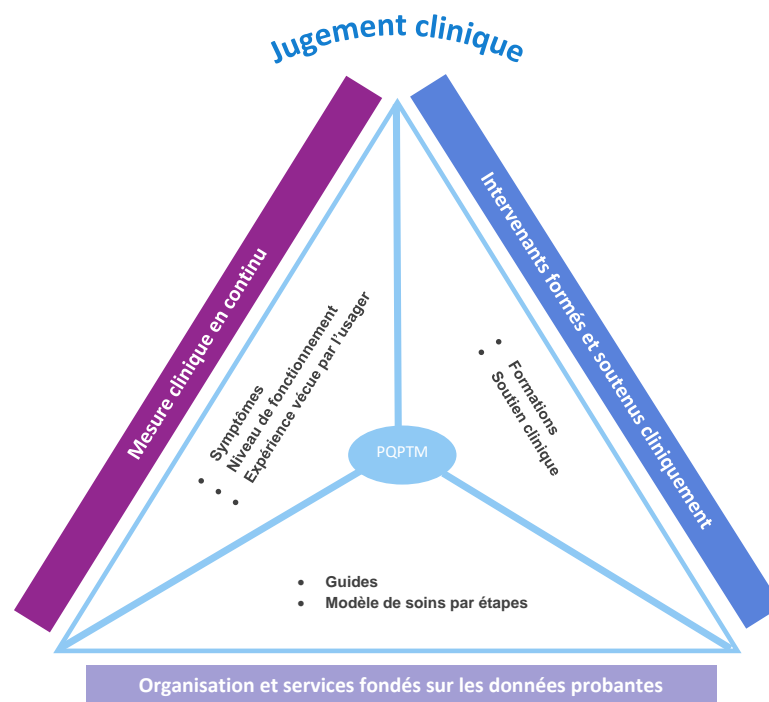 Jugement clinique
Mesure clinique en continu
Intervenants formés et soutenus cliniquement
• Symptômes
• Niveau de fonctionnement
• Expérience vécue par l'usager
• Formations
• Soutien clinique
PQPTM
• Guides
• Modèle de soins par étapes
Organisation et services fondés sur les données probantes